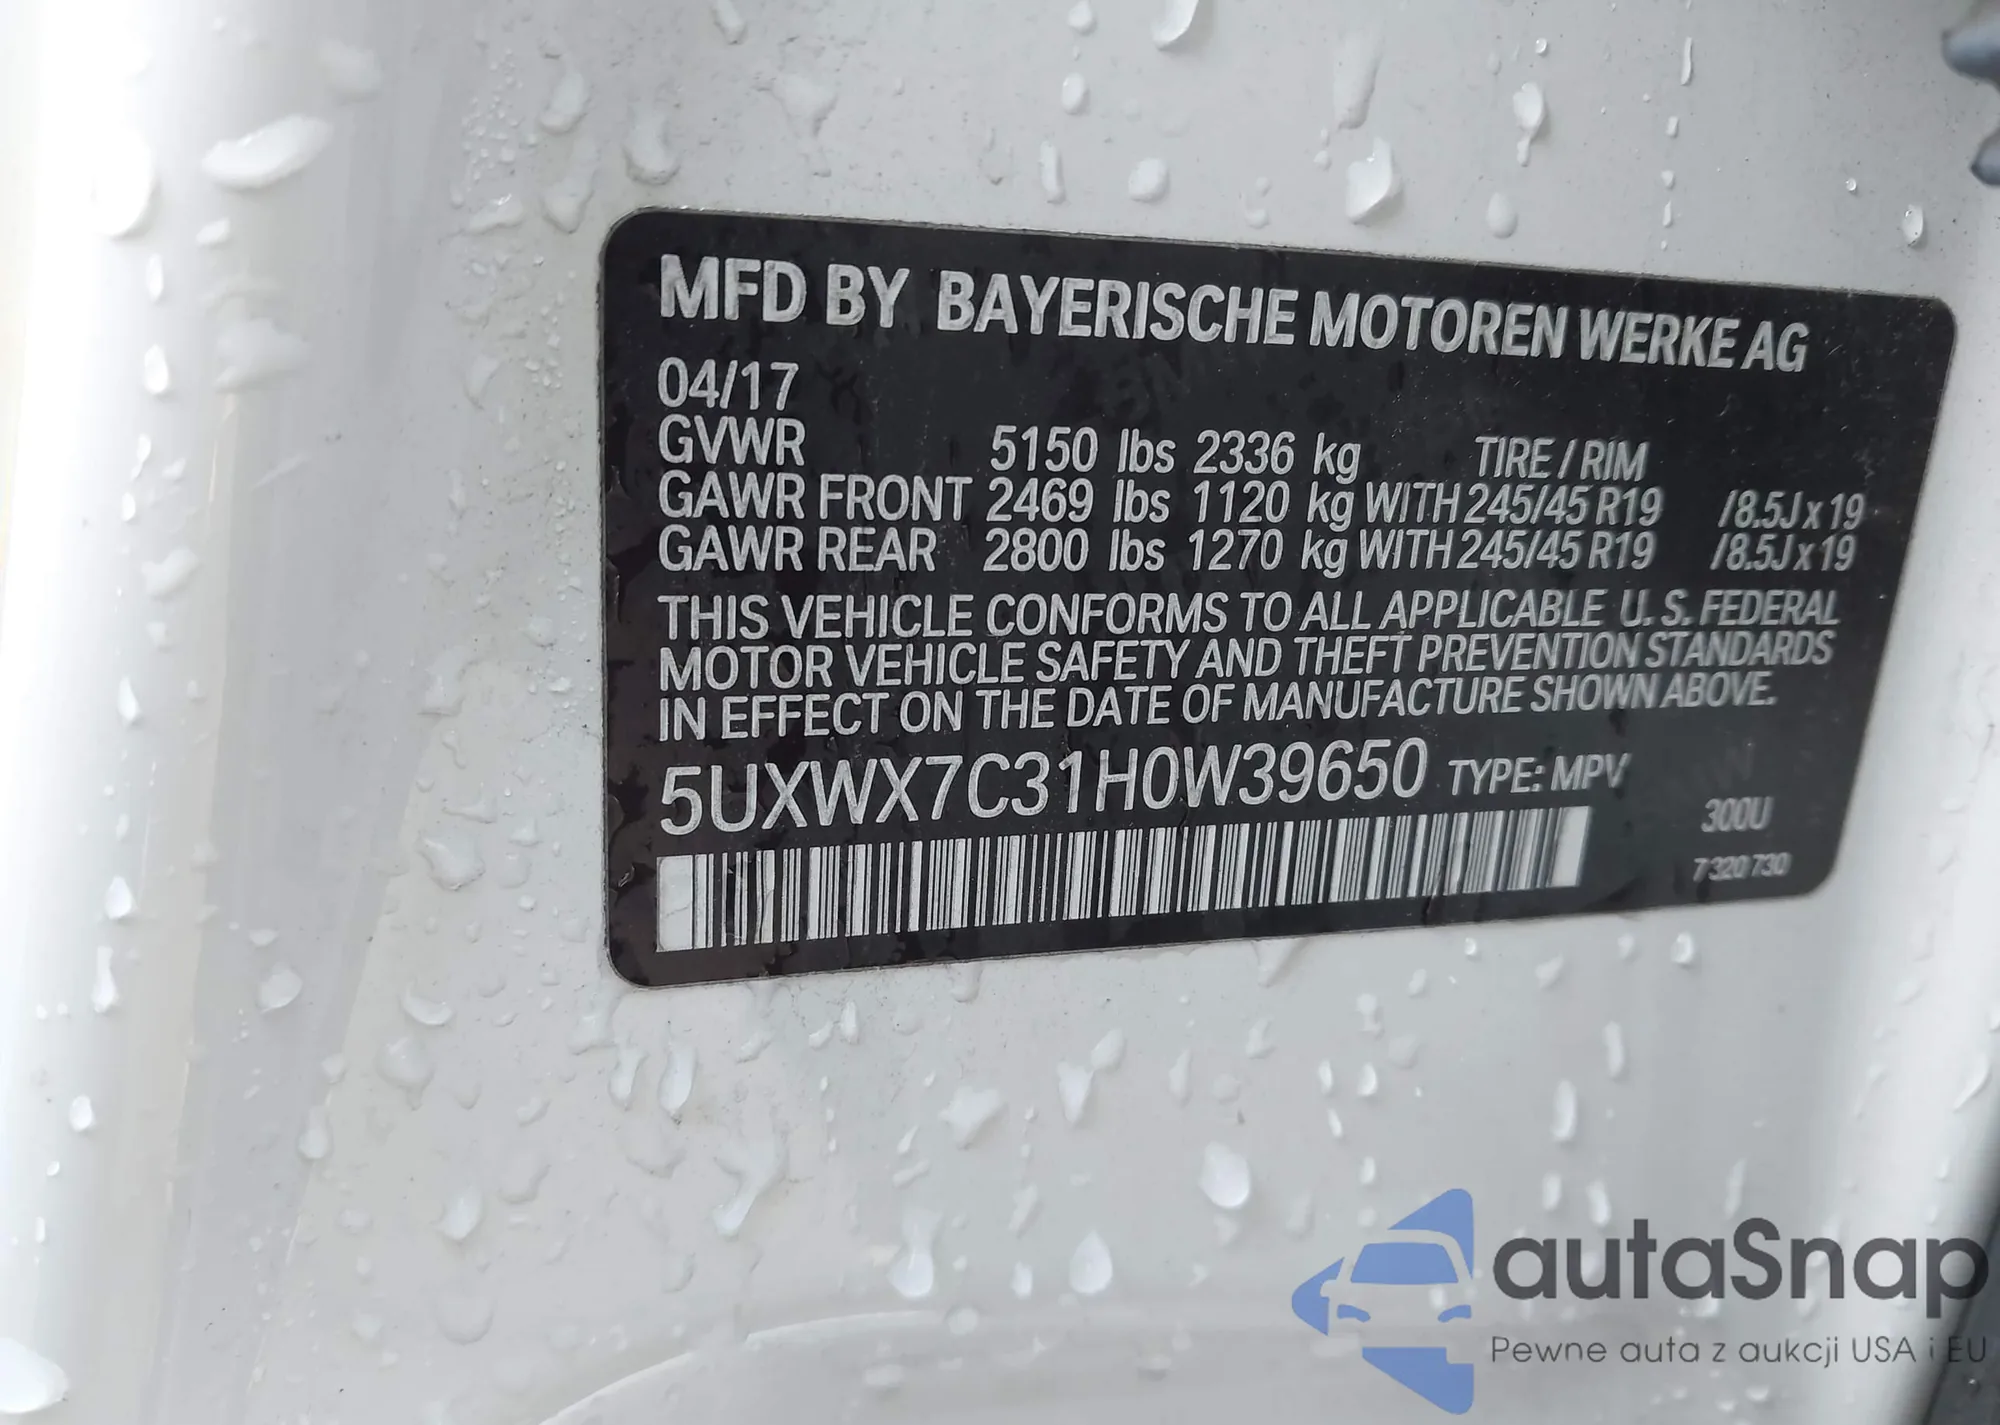 MFD BY BAYERISCHE MOTOREN WERKE AG
04/17
GVWR 5150 lbs 2336 kg TIRE / RIM
GAWR FRONT 2469 lbs 1120 kg WITH 245/45 R19 /8.5J x 19
GAWR REAR 2800 lbs 1270 kg WITH 245/45 R19 /8.5J x 19
THIS VEHICLE CONFORMS TO ALL APPLICABLE U. S. FEDERAL
MOTOR VEHICLE SAFETY AND THEFT PREVENTION STANDARDS
IN EFFECT ON THE DATE OF MANUFACTURE SHOWN ABOVE.
5UXWX7C31H0W39650 TYPE: MPV
300U
7 320 730
autaSnap
Pewne auta z aukcji USA i EU